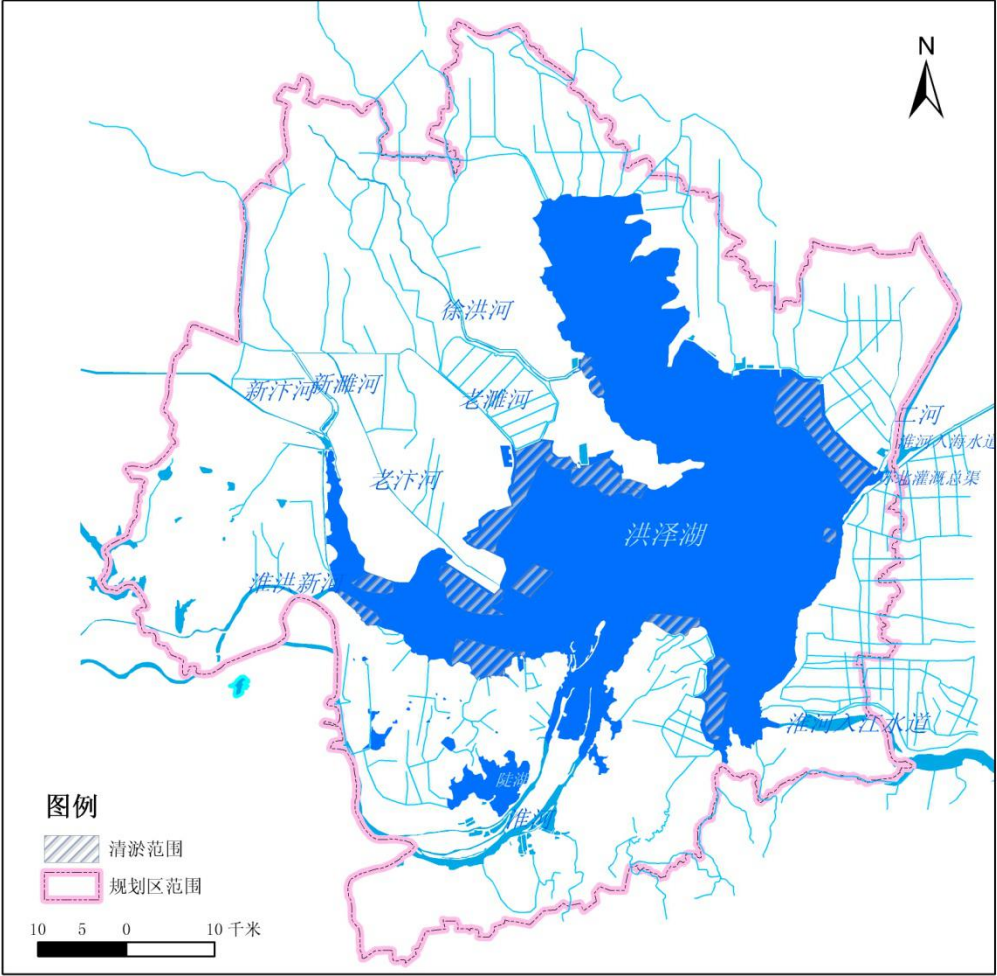 N
徐洪河
新汴河
新濉河
老濉河
二河
淮河入海水道
苏北灌溉总渠
老汴河
洪泽湖
淮洪新河
淮河入江水道
陡湖
淮河
图例
清淤范围
规划区范围
10 5 0 10 千米